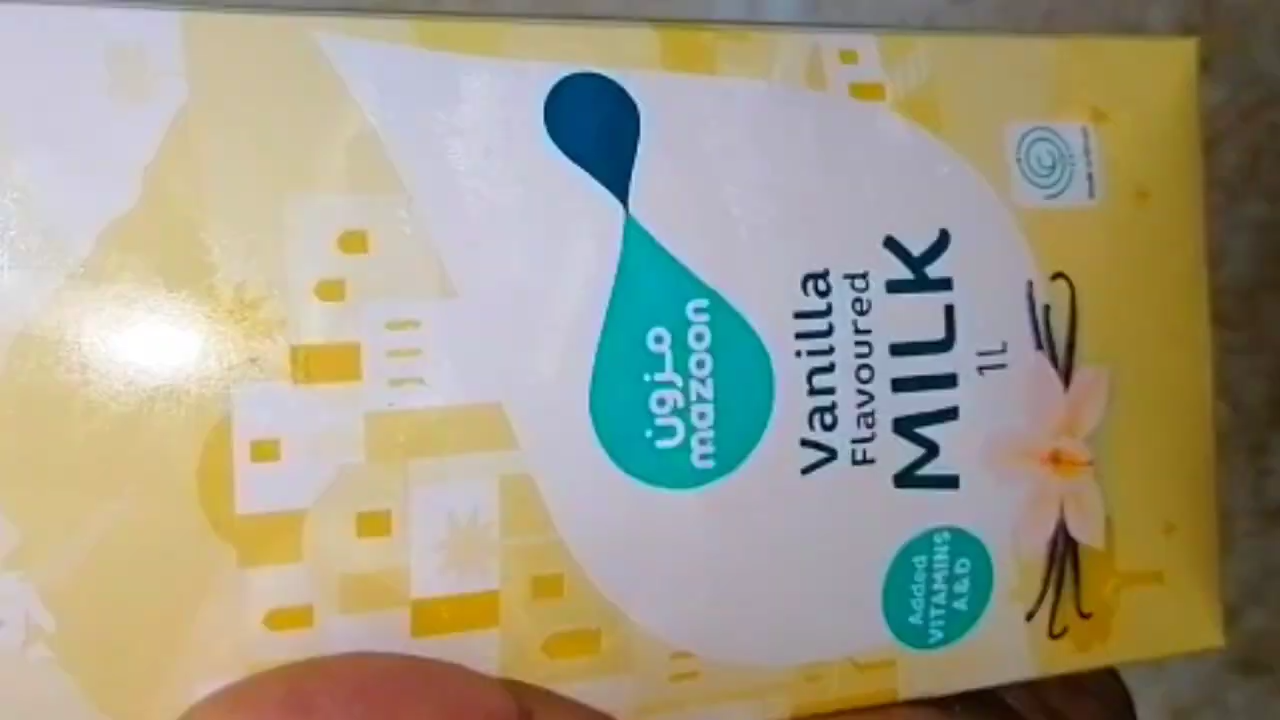 مزون
mazoon
Vanilla
Flavoured
MILK
1L
Added
VITAMINS
A&D